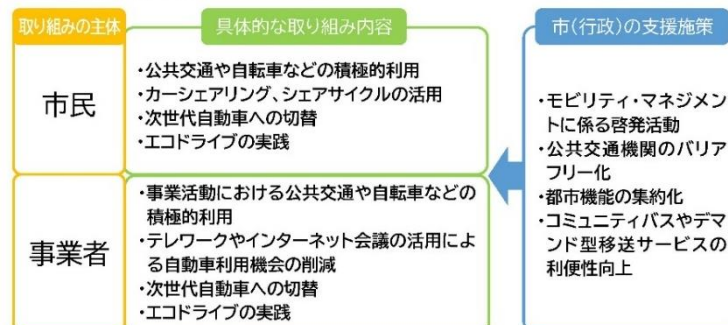 取り組みの主体
具体的な取り組み内容
市(行政)の支援施策
市民
・公共交通や自転車などの積極的利用
・カーシェアリング、シェアサイクルの活用
・次世代自動車への切替
・エコドライブの実践
事業者
・事業活動における公共交通や自転車などの
積極的利用
・テレワークやインターネット会議の活用によ
る自動車利用機会の削減
・次世代自動車への切替
・エコドライブの実践
・モビリティ・マネジメン
トに係る啓発活動
・公共交通機関のバリア
フリー化
・都市機能の集約化
・コミュニティバスやデマ
ンド型移送サービスの
利便性向上